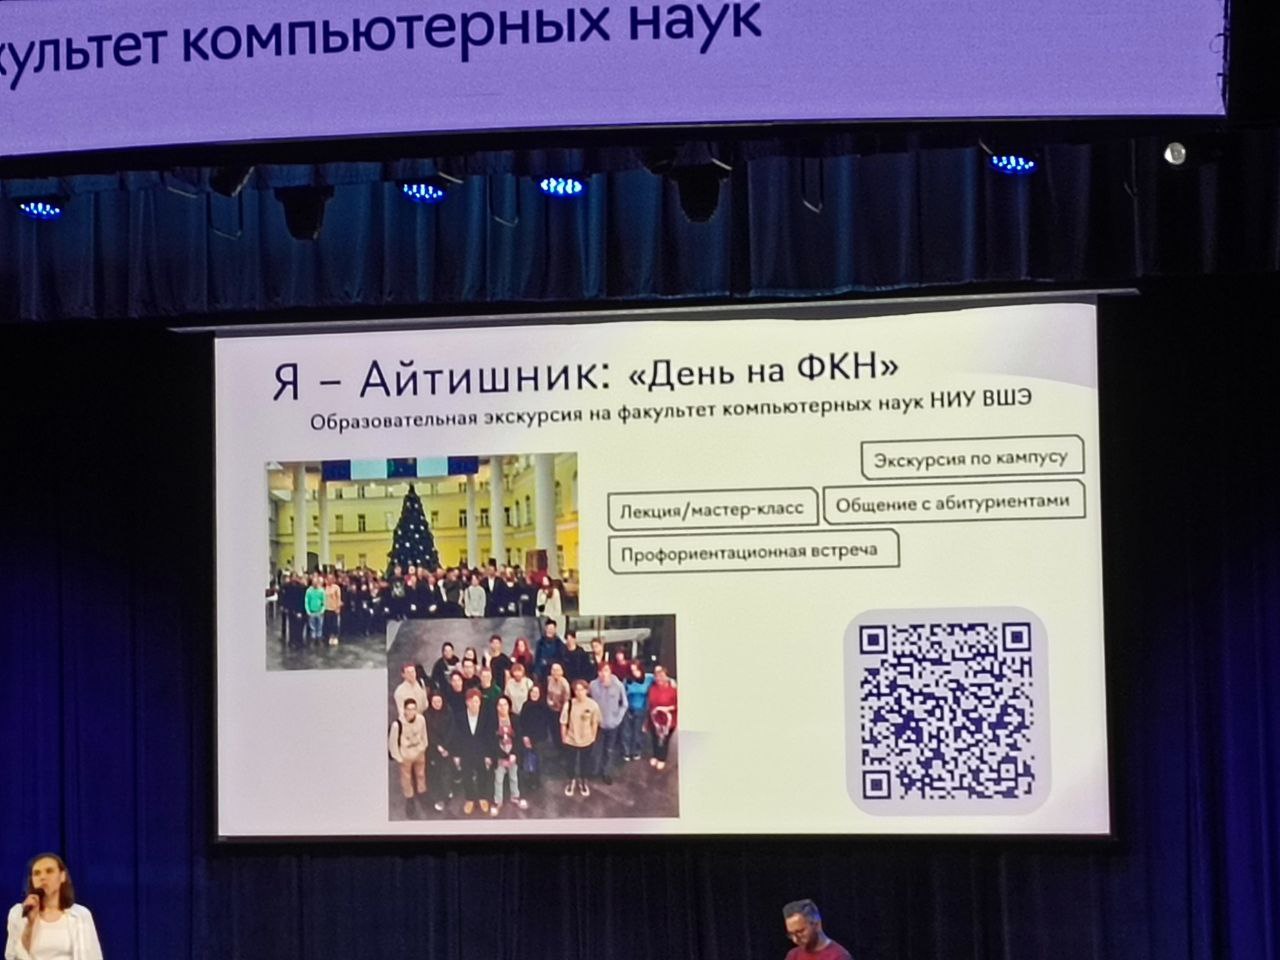 культет компьютерных наук
Я – Айтишник: «День на ФКН»
Образовательная экскурсия на факультет компьютерных наук НИУ ВШЭ
Экскурсия по кампусу
Лекция/мастер-класс
Общение с абитуриентами
Профориентационная встреча